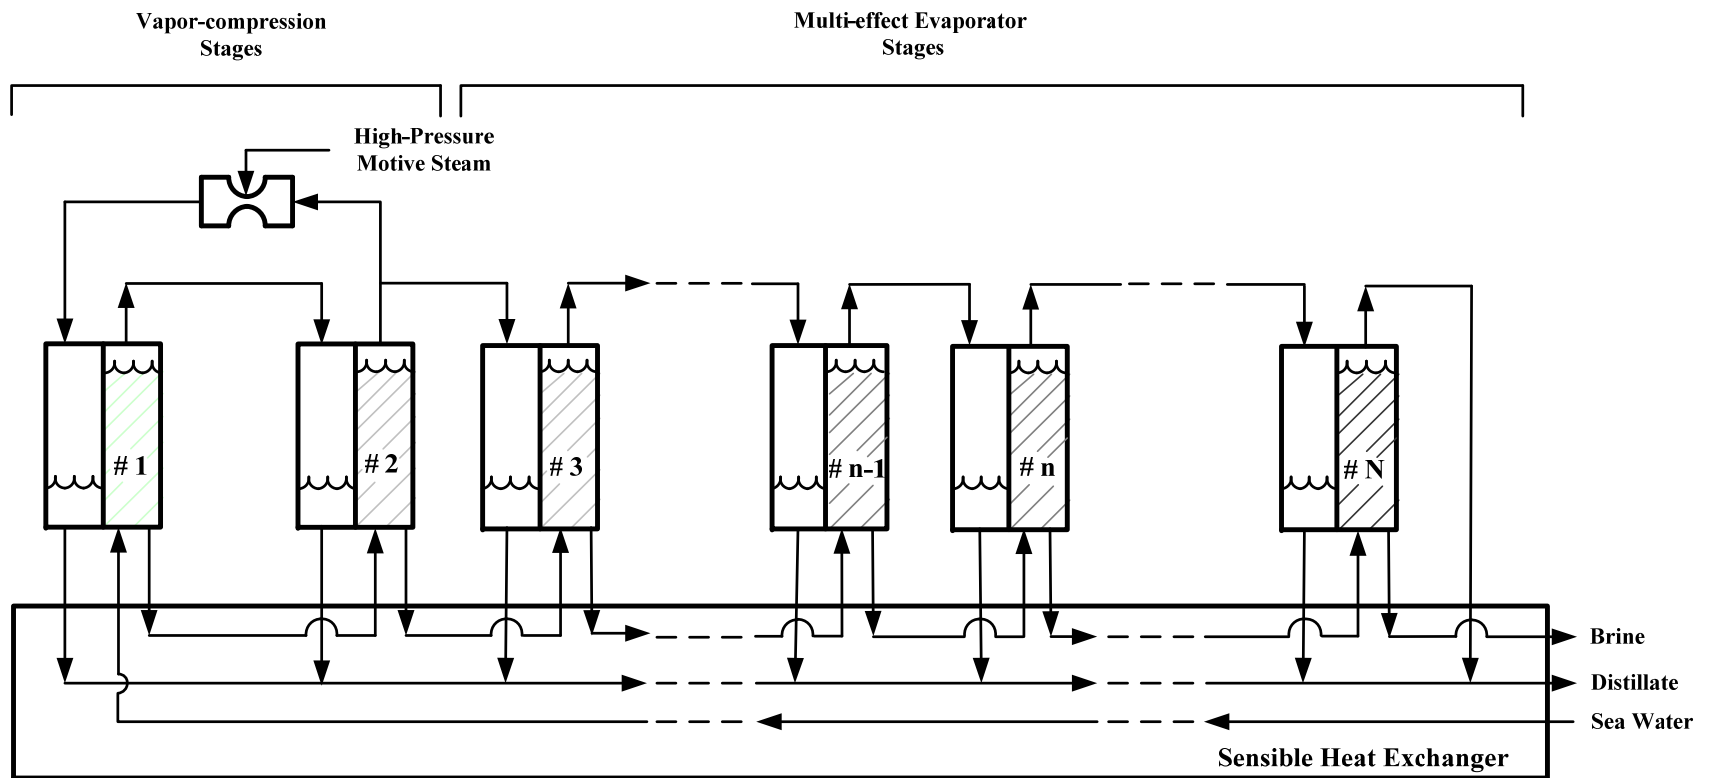 Vapor-compression
Stages
Multi-effect Evaporator
Stages
High-Pressure
Motive Steam
# 1
# 2
# 3
# n-1
# n
# N
Brine
Distillate
Sea Water
Sensible Heat Exchanger